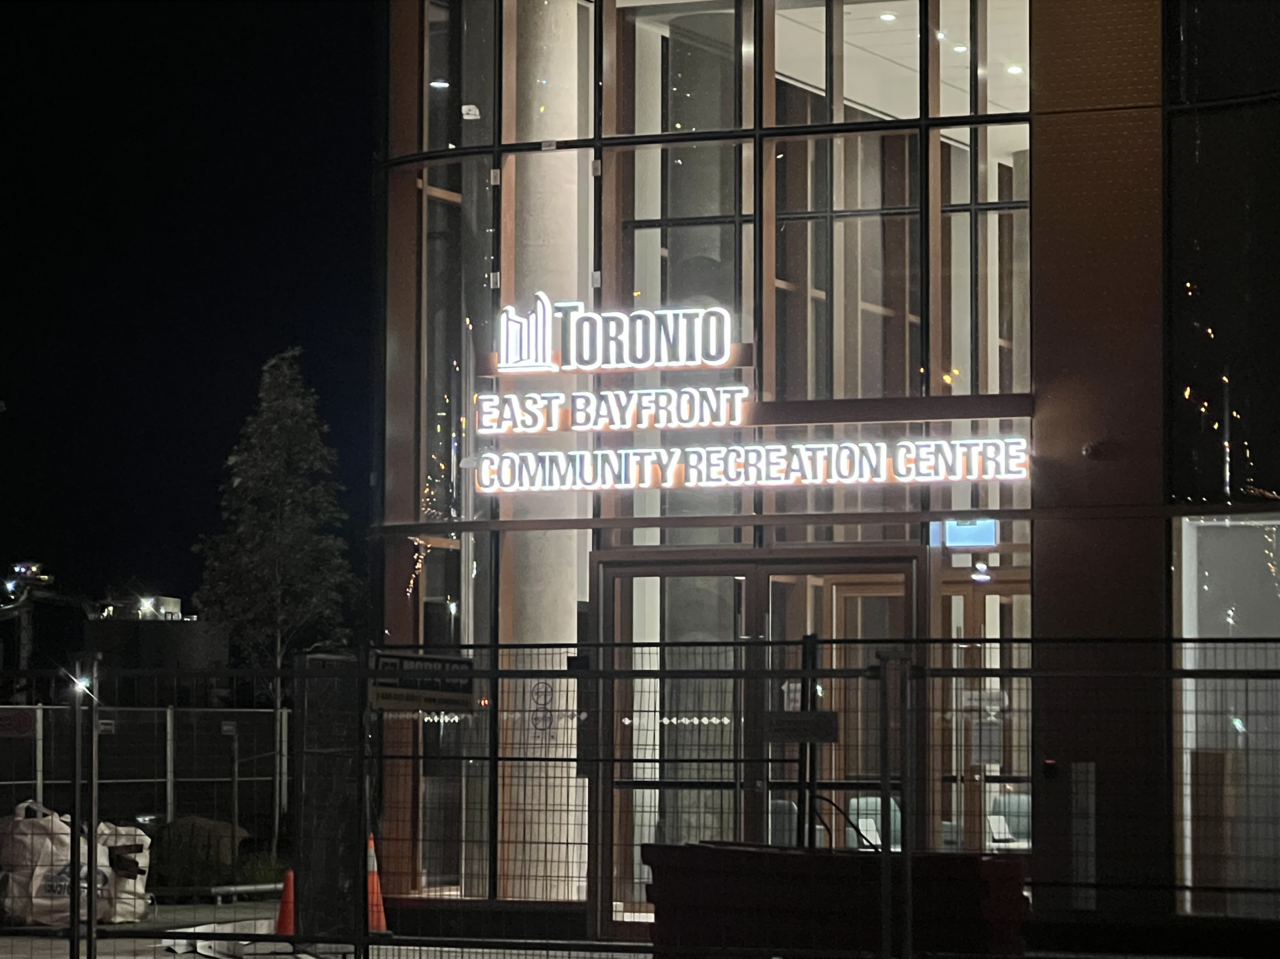 TORONTO
EAST BAYFRONT
COMMUNITY RECREATION CENTRE